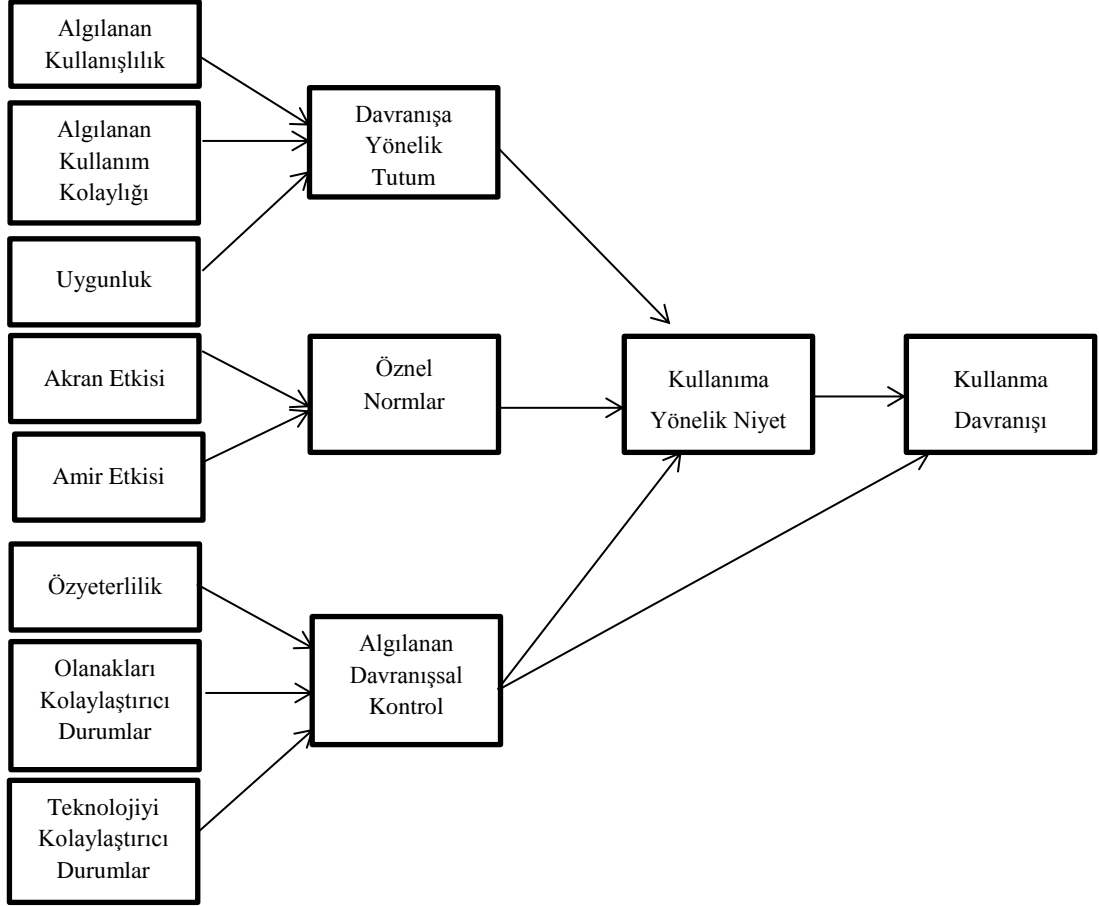 Algılanan
Kullanışlılık
Algılanan
Kullanım
Kolaylığı
Uygunluk
Akran Etkisi
Amir Etkisi
Özyeterlilik
Olanakları
Kolaylaştırıcı
Durumlar
Teknolojiyi
Kolaylaştırıcı
Durumlar
Davranışa
Yönelik
Tutum
Öznel
Normlar
Algılanan
Davranışsal
Kontrol
Kullanıma
Yönelik Niyet
Kullanma
Davranışı